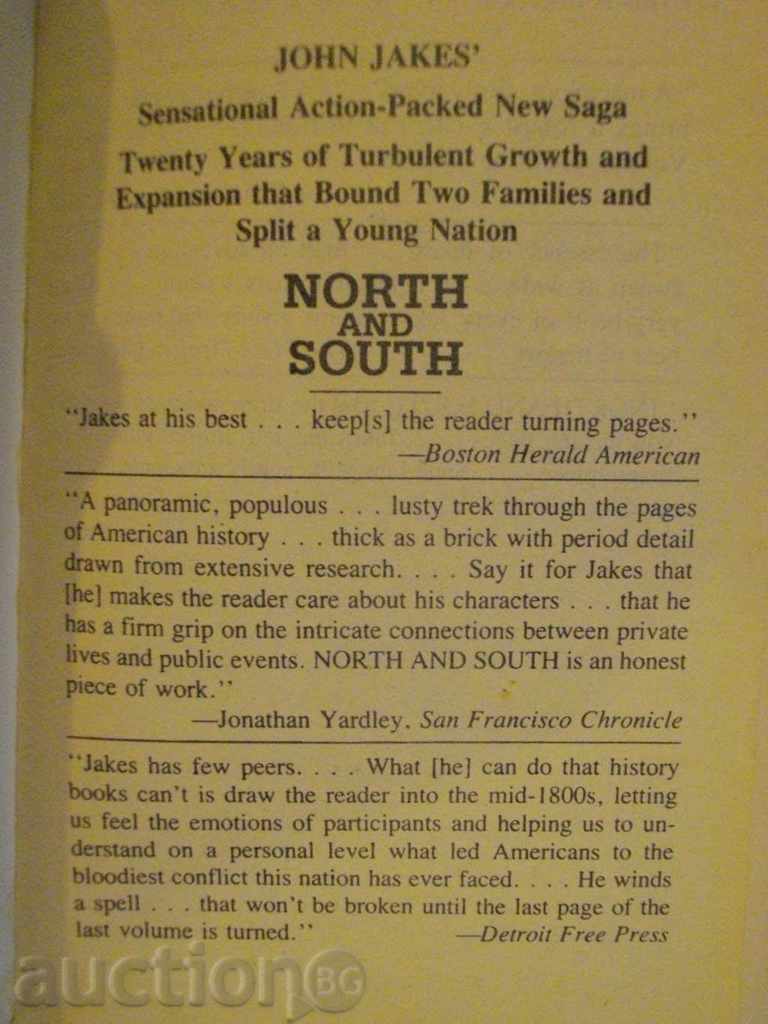 JOHN JAKES'
Sensational Action-Packed New Saga
Twenty Years of Turbulent Growth and
Expansion that Bound Two Families and
Split a Young Nation
NORTH
AND
SOUTH
"Jakes at his best . . . keep[s] the reader turning pages."
—Boston Herald American
"A panoramic, populous . . . lusty trek through the pages
of American history . . . thick as a brick with period detail
drawn from extensive research. . . . Say it for Jakes that
[he] makes the reader care about his characters . . . that he
has a firm grip on the intricate connections between private
lives and public events. NORTH AND SOUTH is an honest
piece of work."
—Jonathan Yardley, San Francisco Chronicle
"Jakes has few peers. . . . What [he] can do that history
books can't is draw the reader into the mid-1800s, letting
us feel the emotions of participants and helping us to un-
derstand on a personal level what led Americans to the
bloodiest conflict this nation has ever faced. . . . He winds
a spell . . . that won't be broken until the last page of the
last volume is turned." —Detroit Free Press
auction BG